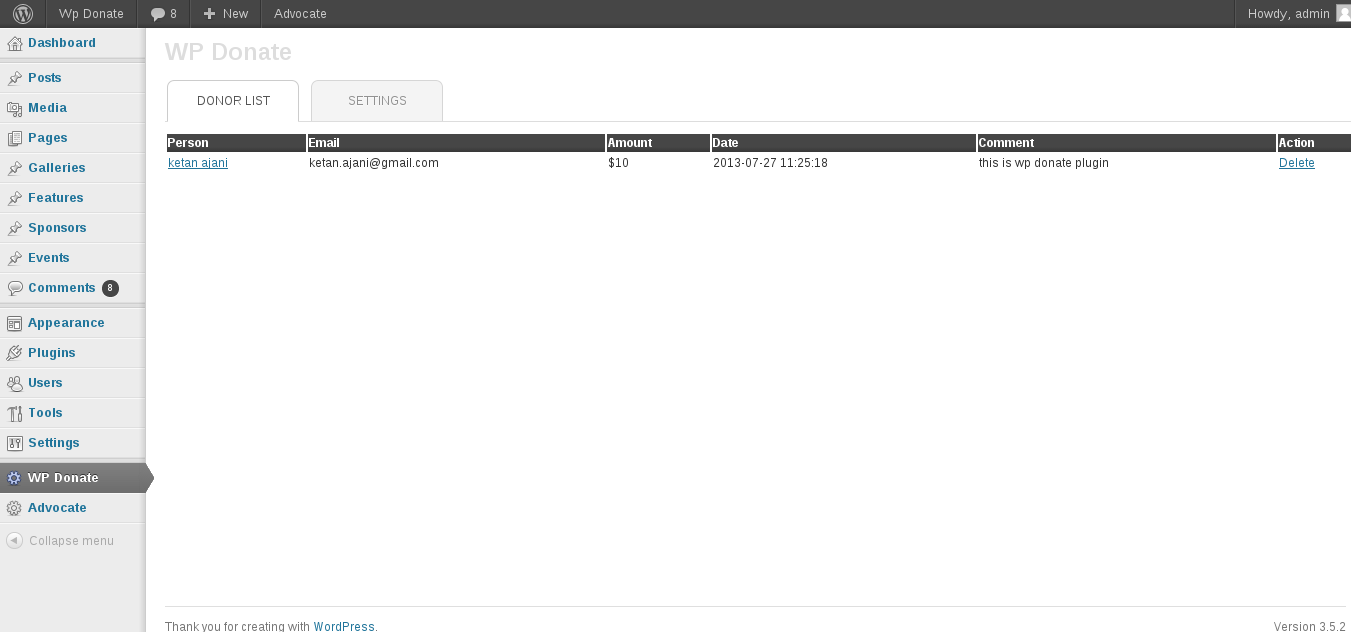 Wp Donate 8 New Advocate Howdy, admin
Dashboard
Posts
Media
Pages
Galleries
Features
Sponsors
Events
Comments 8
Appearance
Plugins
Users
Tools
Settings
WP Donate
Advocate
Collapse menu
WP Donate
DONOR LIST SETTINGS
Person Email Amount Date Comment Action
ketan ajani ketan.ajani@gmail.com $10 2013-07-27 11:25:18 this is wp donate plugin Delete
Thank you for creating with WordPress. Version 3.5.2